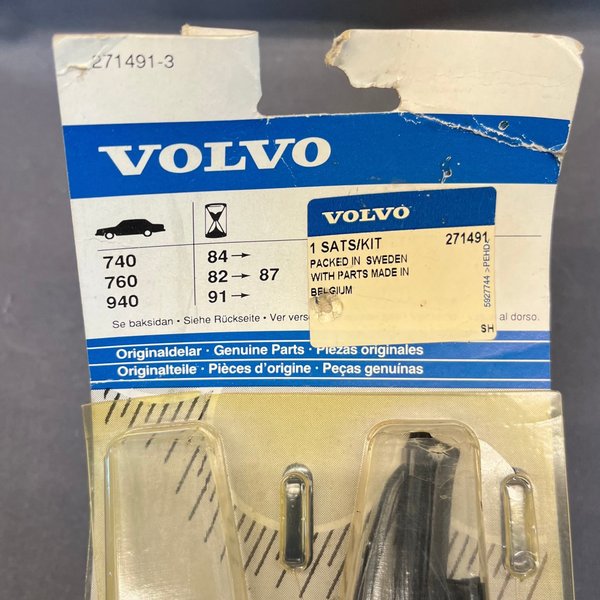 271491-3
VOLVO
740 84→
760 82→ 87
940 91→
VOLVO
1 SATS/KIT 271491
PACKED IN SWEDEN
WITH PARTS MADE IN
BELGIUM
5927744 >PEHD<
SH
Se baksidan • Siehe Rückseite • Ver al dorso.
Originaldelar · Genuine Parts · Piezas originales
Originalteile · Pièces d'origine · Peças genuínas